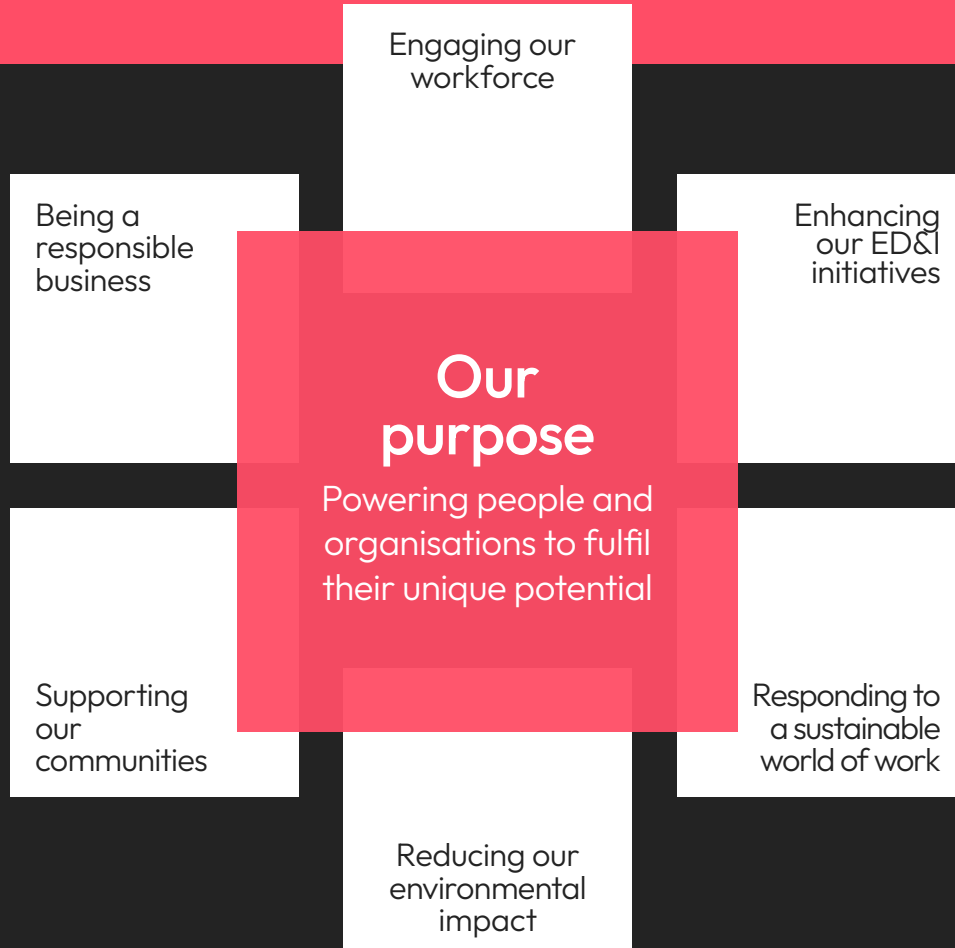 Engaging our
workforce
Being a
responsible
business
Enhancing
our ED&I
initiatives
Our
purpose
Powering people and
organisations to fulfil
their unique potential
Supporting
our
communities
Responding to
a sustainable
world of work
Reducing our
environmental
impact